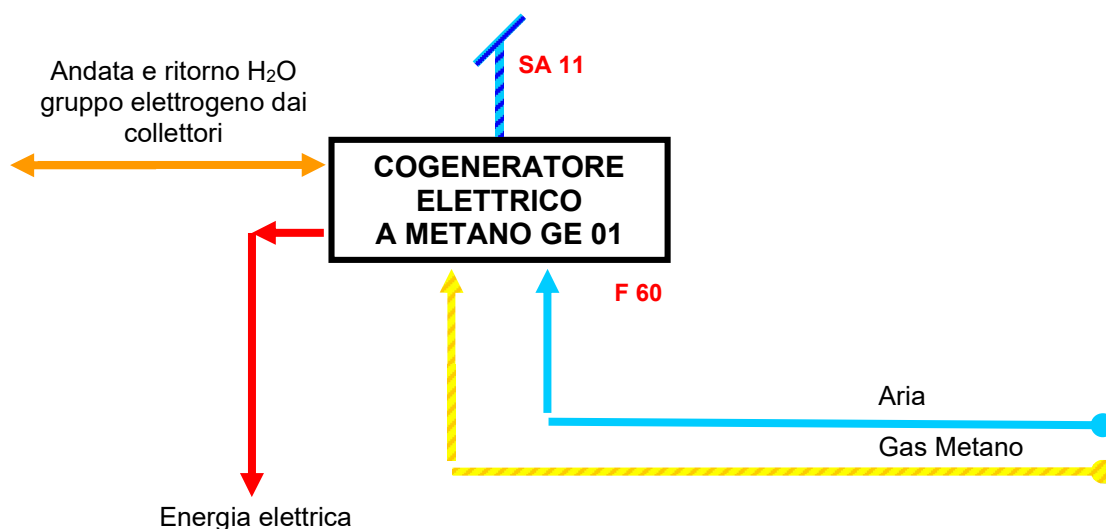 SA 11
Andata e ritorno H₂O
gruppo elettrogeno dai
collettori
COGENERATORE
ELETTRICO
A METANO GE 01
F 60
Aria
Gas Metano
Energia elettrica